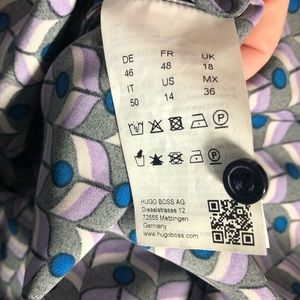 DE FR UK
46 48 18
IT US MX
50 14 36
HUGO BOSS AG
Dieselstrasse 12
72555 Metzingen
Germany
www.hugoboss.com